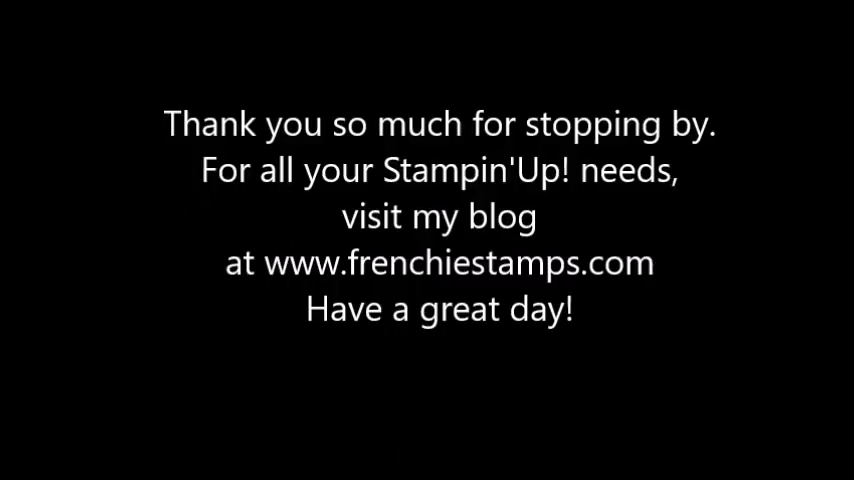 Thank you so much for stopping by.
For all your Stampin'Up! needs,
visit my blog
at www.frenchiestamps.com
Have a great day!